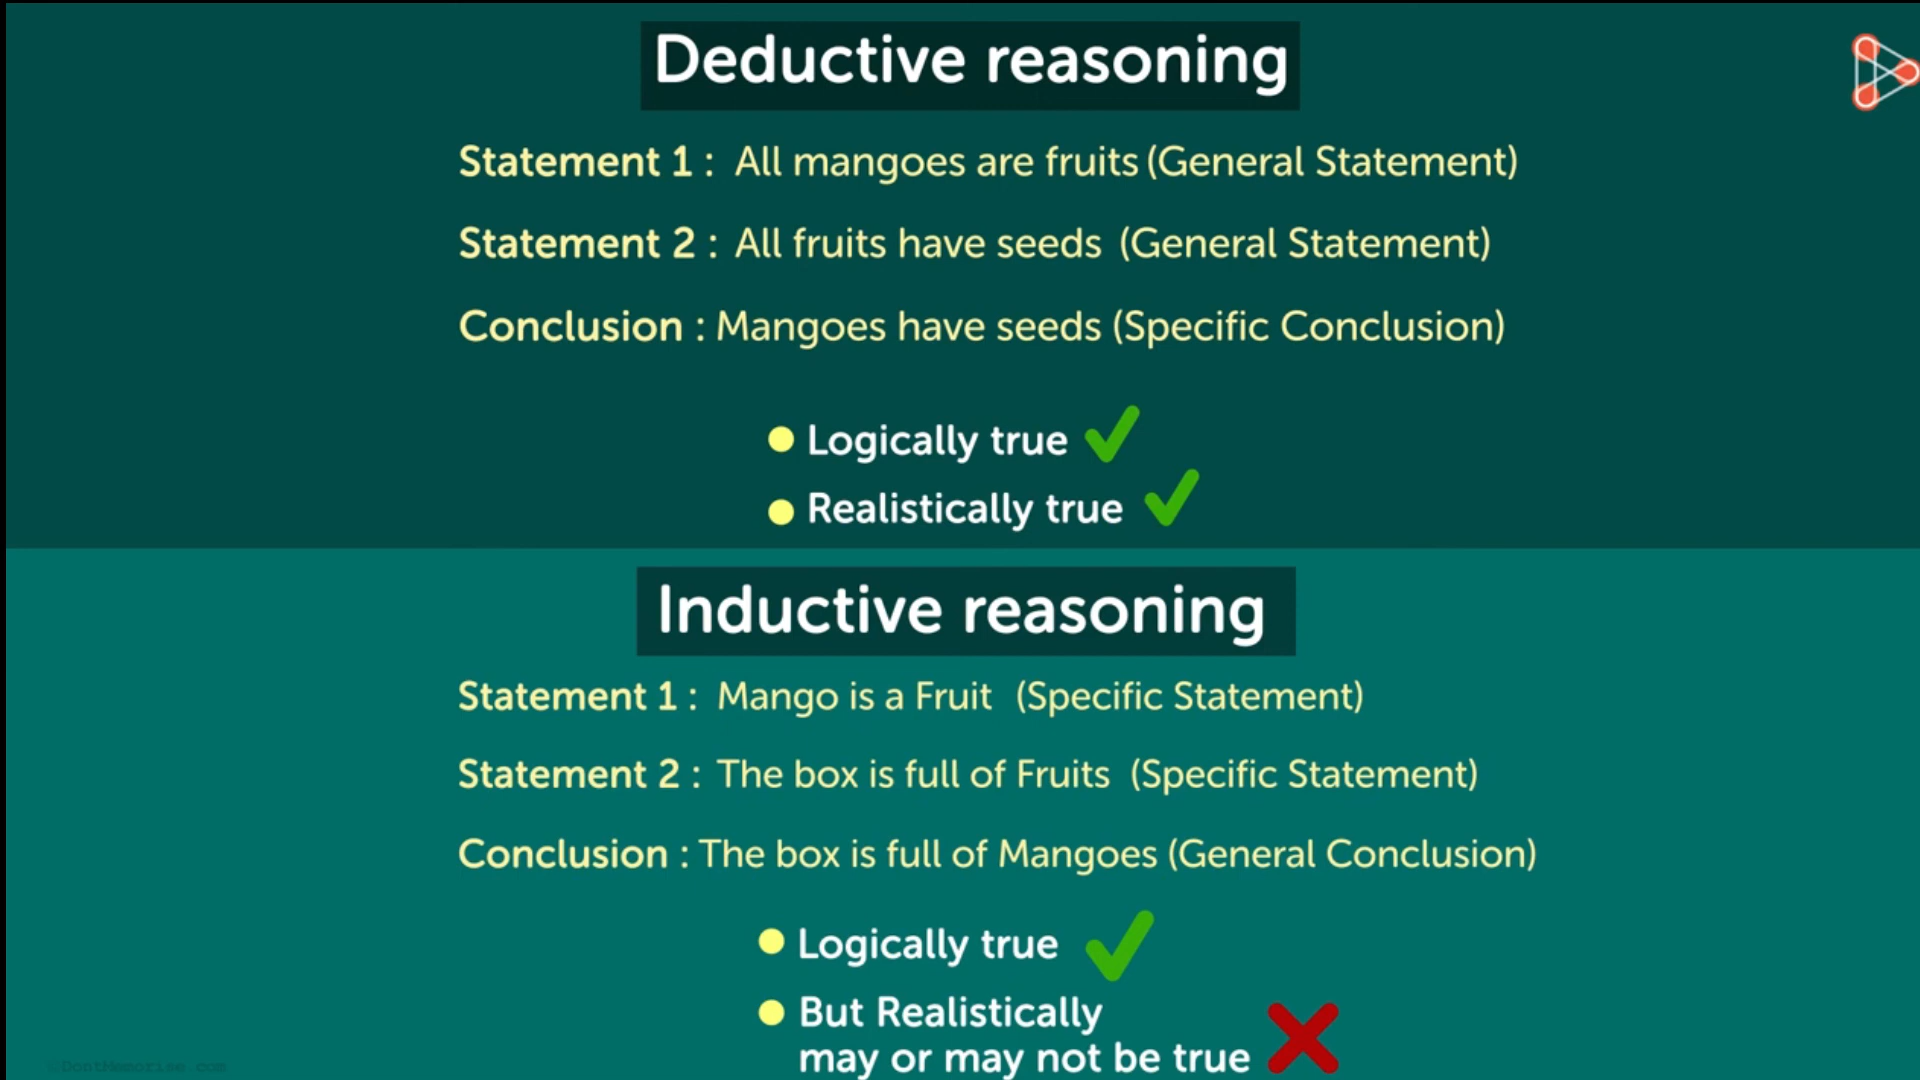 Deductive reasoning
Statement 1 : All mangoes are fruits (General Statement)
Statement 2 : All fruits have seeds (General Statement)
Conclusion : Mangoes have seeds (Specific Conclusion)
Logically true
Realistically true
Inductive reasoning
Statement 1 : Mango is a Fruit (Specific Statement)
Statement 2 : The box is full of Fruits (Specific Statement)
Conclusion : The box is full of Mangoes (General Conclusion)
Logically true
But Realistically
may or may not be true
©DontMemorise.com